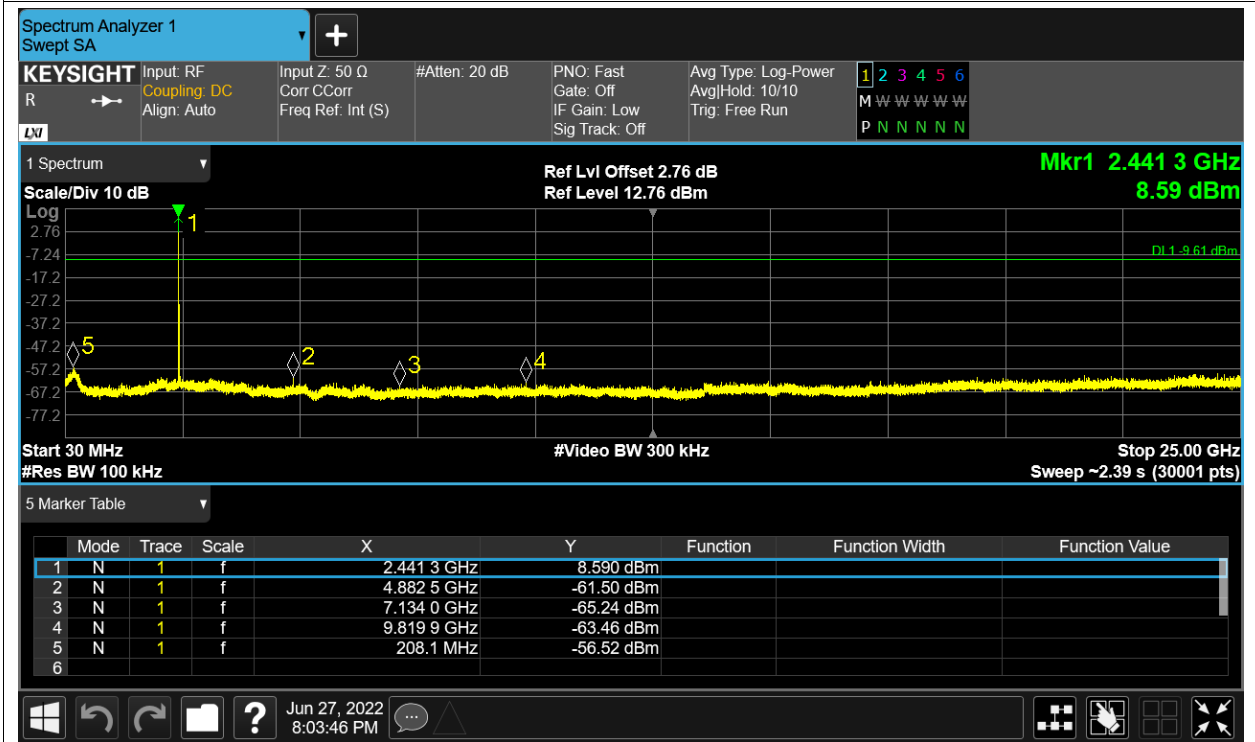 Spectrum Analyzer 1
Swept SA
+
KEYSIGHT
R
LXI
Input: RF
Coupling: DC
Align: Auto
Input Z: 50 Ω
Corr CCorr
Freq Ref: Int (S)
#Atten: 20 dB
PNO: Fast
Gate: Off
IF Gain: Low
Sig Track: Off
Avg Type: Log-Power
Avg|Hold: 10/10
Trig: Free Run
1 2 3 4 5 6
M W W W W W
P N N N N N
1 Spectrum
Scale/Div 10 dB
Ref Lvl Offset 2.76 dB
Ref Level 12.76 dBm
Mkr1 2.441 3 GHz
8.59 dBm
Log
2.76
-7.24
-17.2
-27.2
-37.2
-47.2
-57.2
-67.2
-77.2
1
DL1 -9.61 dBm
5
2
3
4
Start 30 MHz
#Res BW 100 kHz
#Video BW 300 kHz
Stop 25.00 GHz
Sweep ~2.39 s (30001 pts)
5 Marker Table
Mode Trace Scale X Y Function Function Width Function Value
1 N 1 f 2.441 3 GHz 8.590 dBm
2 N 1 f 4.882 5 GHz -61.50 dBm
3 N 1 f 7.134 0 GHz -65.24 dBm
4 N 1 f 9.819 9 GHz -63.46 dBm
5 N 1 f 208.1 MHz -56.52 dBm
6
?
Jun 27, 2022
8:03:46 PM